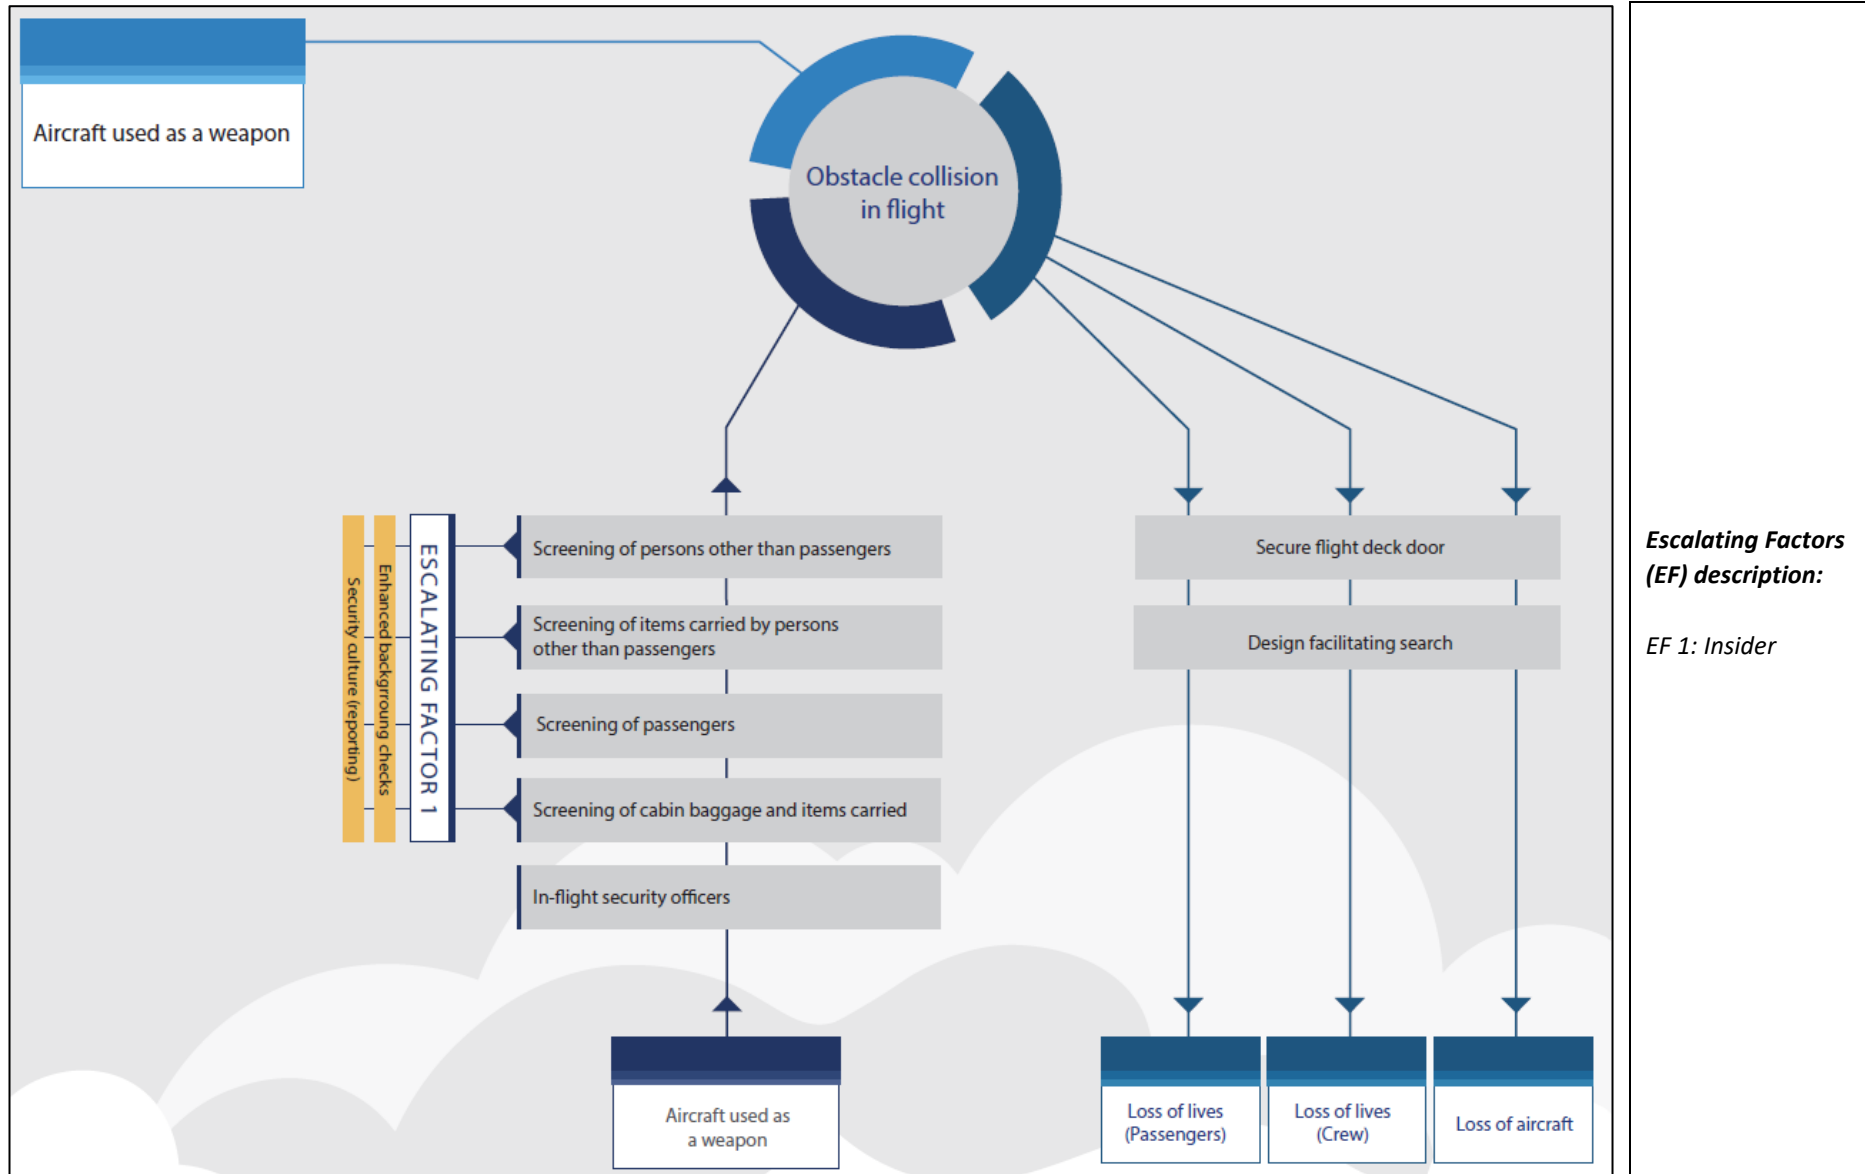 Aircraft used as a weapon
Obstacle collision
in flight
Security culture (reporting)
Enhanced backgrroung checks
ESCALATING FACTOR 1
Screening of persons other than passengers
Screening of items carried by persons
other than passengers
Screening of passengers
Screening of cabin baggage and items carried
In-flight security officers
Aircraft used as
a weapon
Secure flight deck door
Design facilitating search
Loss of lives
(Passengers)
Loss of lives
(Crew)
Loss of aircraft
Escalating Factors
(EF) description:
EF 1: Insider